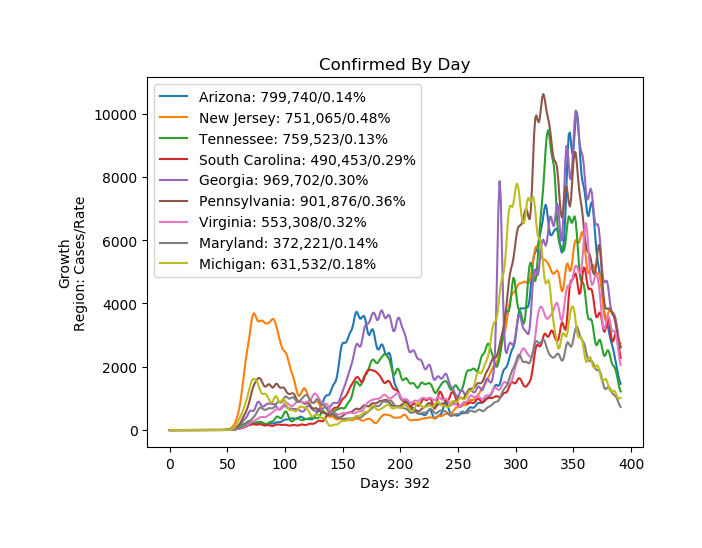 Confirmed By Day
Arizona: 799,740/0.14%
New Jersey: 751,065/0.48%
Tennessee: 759,523/0.13%
South Carolina: 490,453/0.29%
Georgia: 969,702/0.30%
Pennsylvania: 901,876/0.36%
Virginia: 553,308/0.32%
Maryland: 372,221/0.14%
Michigan: 631,532/0.18%
Growth
Region: Cases/Rate
10000
8000
6000
4000
2000
0
0 50 100 150 200 250 300 350 400
Days: 392